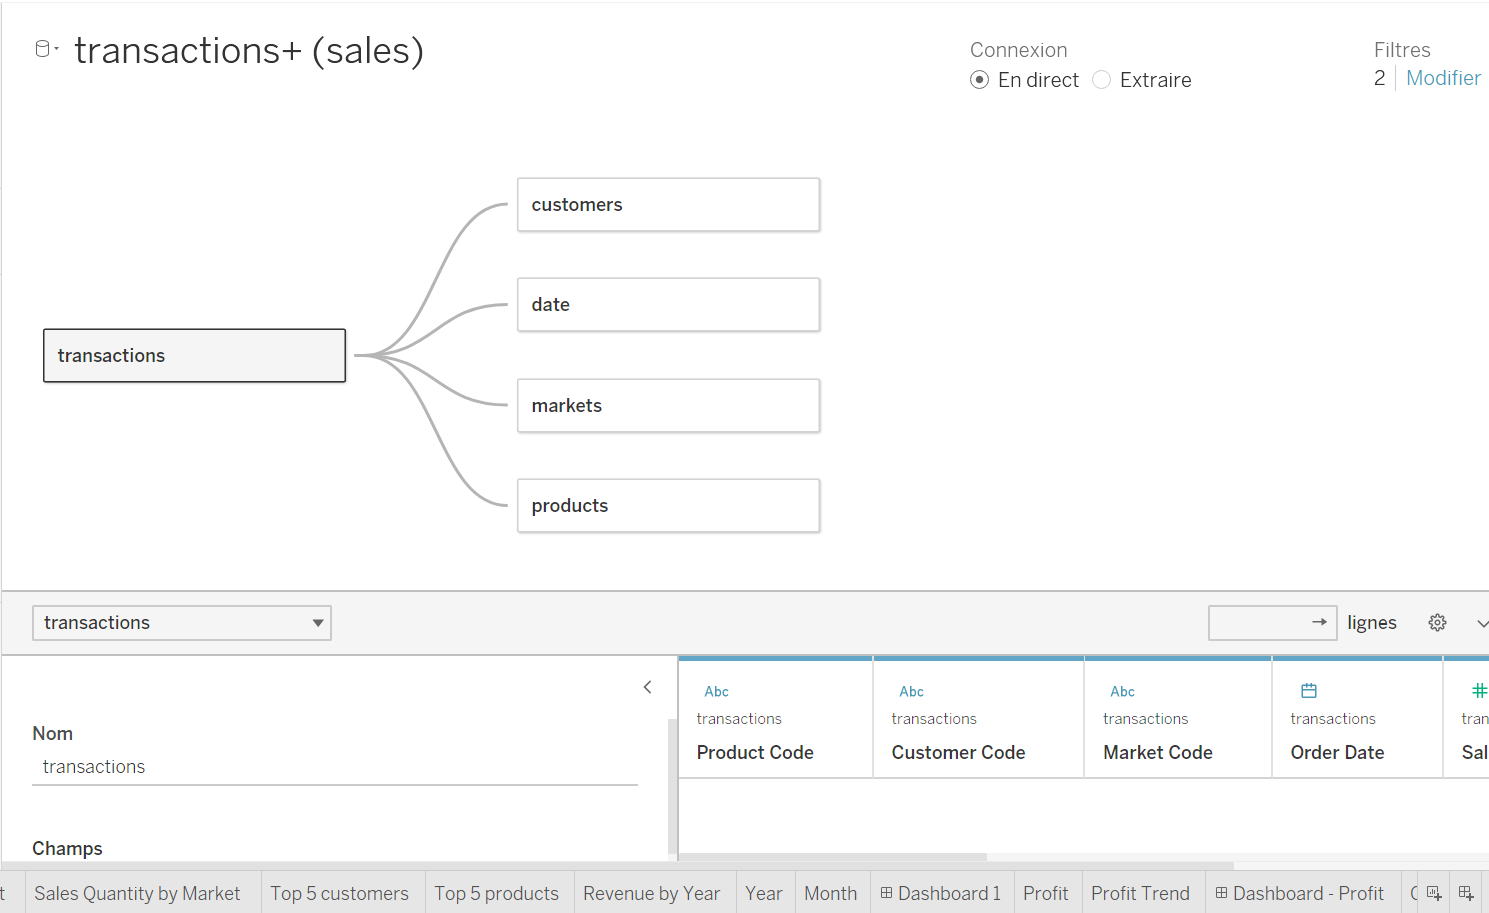 transactions+ (sales)
Connexion
En direct
Extraire
Filtres
2
Modifier
customers
date
transactions
markets
products
transactions
lignes
Nom
transactions
Champs
Abc
transactions
Product Code
Abc
transactions
Customer Code
Abc
transactions
Market Code
transactions
Order Date
tran
Sal
t
Sales Quantity by Market
Top 5 customers
Top 5 products
Revenue by Year
Year
Month
Dashboard 1
Profit
Profit Trend
Dashboard - Profit